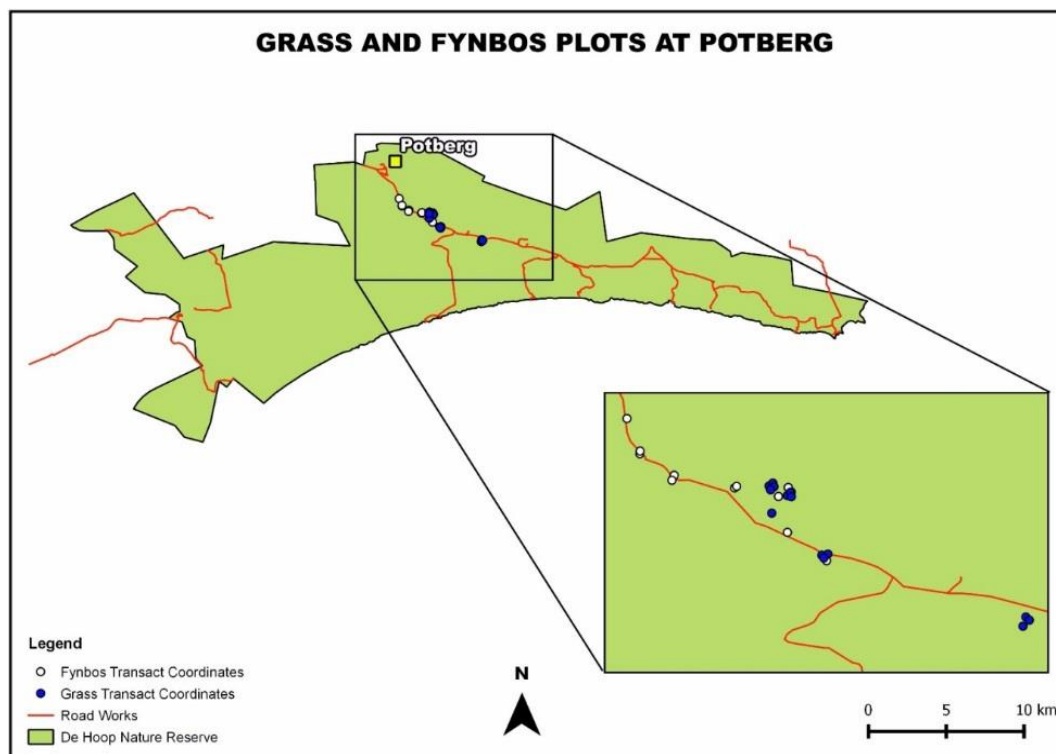 GRASS AND FYNBOS PLOTS AT POTBERG
Potberg
Legend
Fynbos Transact Coordinates
Grass Transact Coordinates
Road Works
De Hoop Nature Reserve
N
0 5 10 km